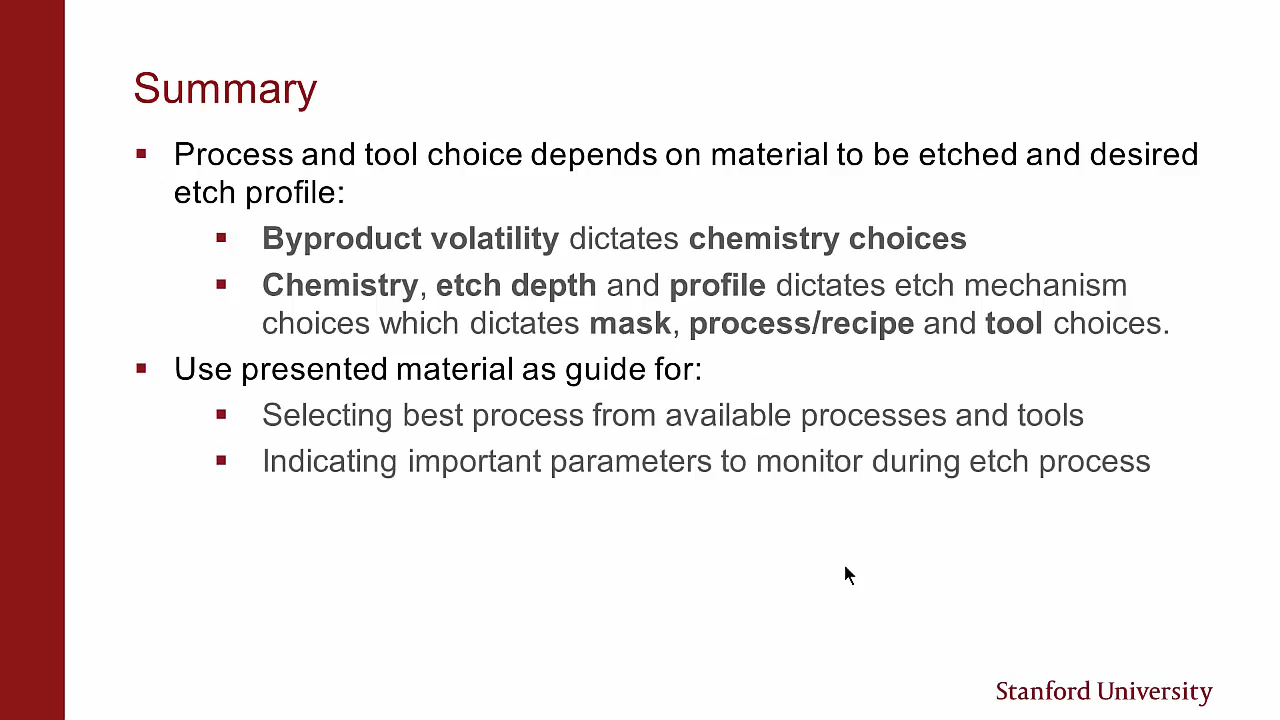 Summary
Process and tool choice depends on material to be etched and desired
etch profile:
Byproduct volatility dictates chemistry choices
Chemistry, etch depth and profile dictates etch mechanism
choices which dictates mask, process/recipe and tool choices.
Use presented material as guide for:
Selecting best process from available processes and tools
Indicating important parameters to monitor during etch process
Stanford University